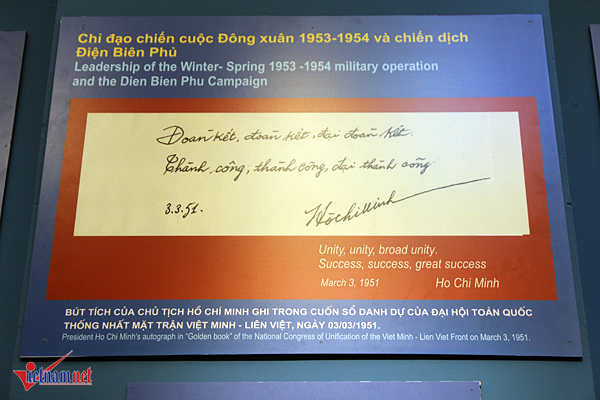 Chỉ đạo chiến cuộc Đông xuân 1953-1954 và chiến dịch
Điện Biên Phủ
Leadership of the Winter- Spring 1953 -1954 military operation
and the Dien Bien Phu Campaign
Đoàn kết, đoàn kết, đại đoàn kết.
Thành công, thành công, đại thành công
3.3.51.
Hồ Chí Minh
Unity, unity, broad unity.
Success, success, great success
March 3, 1951
Ho Chi Minh
BÚT TÍCH CỦA CHỦ TỊCH HỒ CHÍ MINH GHI TRONG CUỐN SỔ DANH DỰ CỦA ĐẠI HỘI TOÀN QUỐC
THỐNG NHẤT MẶT TRẬN VIỆT MINH - LIÊN VIỆT, NGÀY 03/03/1951.
President Ho Chi Minh's autograph in "Golden book" of the National Congress of Unification of the Viet Minh - Lien Viet Front on March 3, 1951.
Vietnamnet